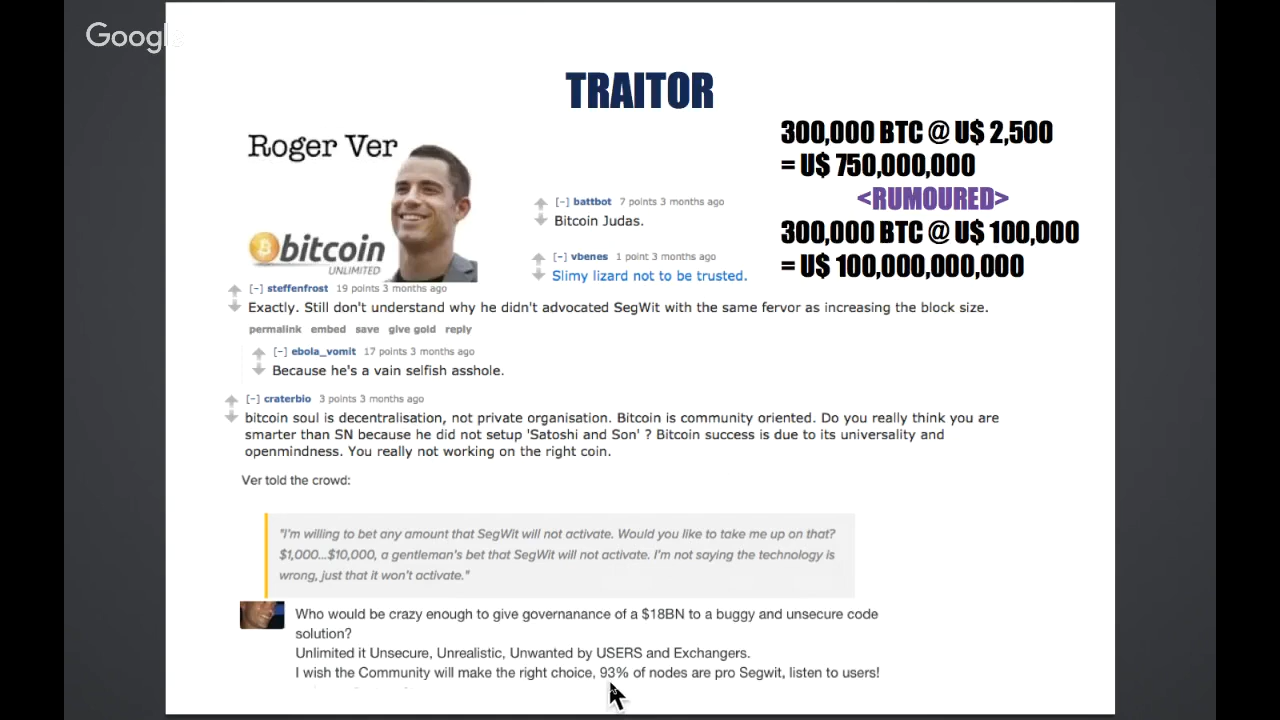 Google
TRAITOR
Roger Ver
bitcoin
UNLIMITED
300,000 BTC @ U$ 2,500
= U$ 750,000,000
<RUMOURED>
300,000 BTC @ U$ 100,000
= U$ 100,000,000,000
[-] battbot 7 points 3 months ago
Bitcoin Judas.
[-] vbenes 1 point 3 months ago
Slimy lizard not to be trusted.
[-] steffenfrost 19 points 3 months ago
Exactly. Still don't understand why he didn't advocated SegWit with the same fervor as increasing the block size.
permalink embed save give gold reply
[-] ebola_vomit 17 points 3 months ago
Because he's a vain selfish asshole.
[-] craterbio 3 points 3 months ago
bitcoin soul is decentralisation, not private organisation. Bitcoin is community oriented. Do you really think you are
smarter than SN because he did not setup 'Satoshi and Son' ? Bitcoin success is due to its universality and
openmindness. You really not working on the right coin.
Ver told the crowd:
"I'm willing to bet any amount that SegWit will not activate. Would you like to take me up on that?
$1,000...$10,000, a gentleman's bet that SegWit will not activate. I'm not saying the technology is
wrong, just that it won't activate."
Who would be crazy enough to give governanance of a $18BN to a buggy and unsecure code
solution?
Unlimited it Unsecure, Unrealistic, Unwanted by USERS and Exchangers.
I wish the Community will make the right choice, 93% of nodes are pro Segwit, listen to users!